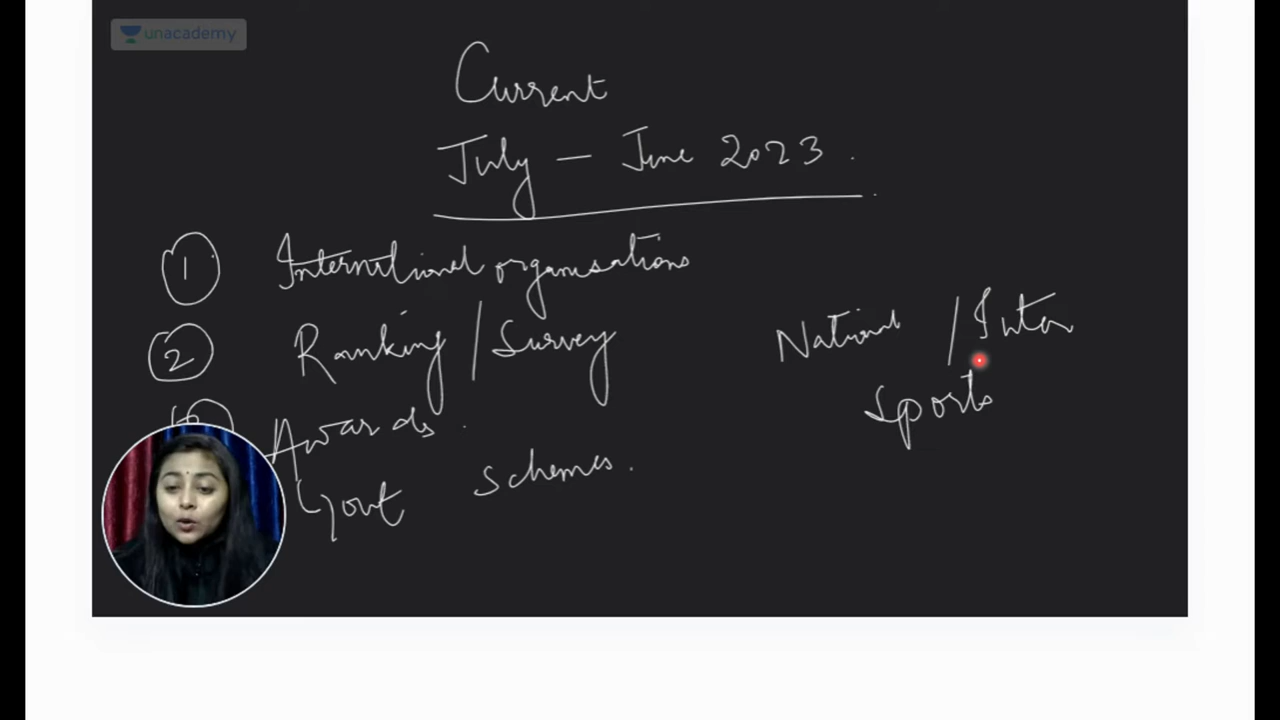 unacademy
Current
July - June 2023.
1 International organisations
2 Ranking / Survey
National / Inter
Sports
Awards.
Govt schemes.